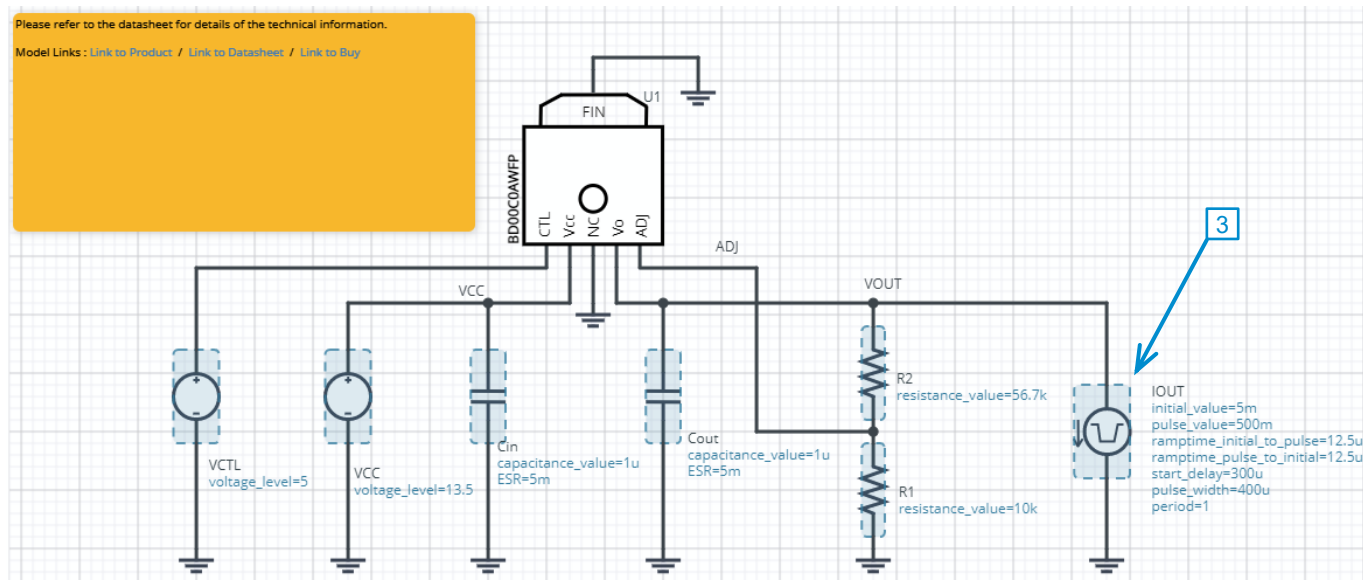 Please refer to the datasheet for details of the technical information.
Model Links : Link to Product / Link to Datasheet / Link to Buy
U1
FIN
BD00C0AWFP
CTL
Vcc
NC
Vo
ADJ
ADJ
3
VCC
VOUT
R2
resistance_value=56.7k
IOUT
initial_value=5m
pulse_value=500m
ramptime_initial_to_pulse=12.5u
ramptime_pulse_to_initial=12.5u
start_delay=300u
pulse_width=400u
period=1
VCTL
voltage_level=5
VCC
voltage_level=13.5
Cin
capacitance_value=1u
ESR=5m
Cout
capacitance_value=1u
ESR=5m
R1
resistance_value=10k